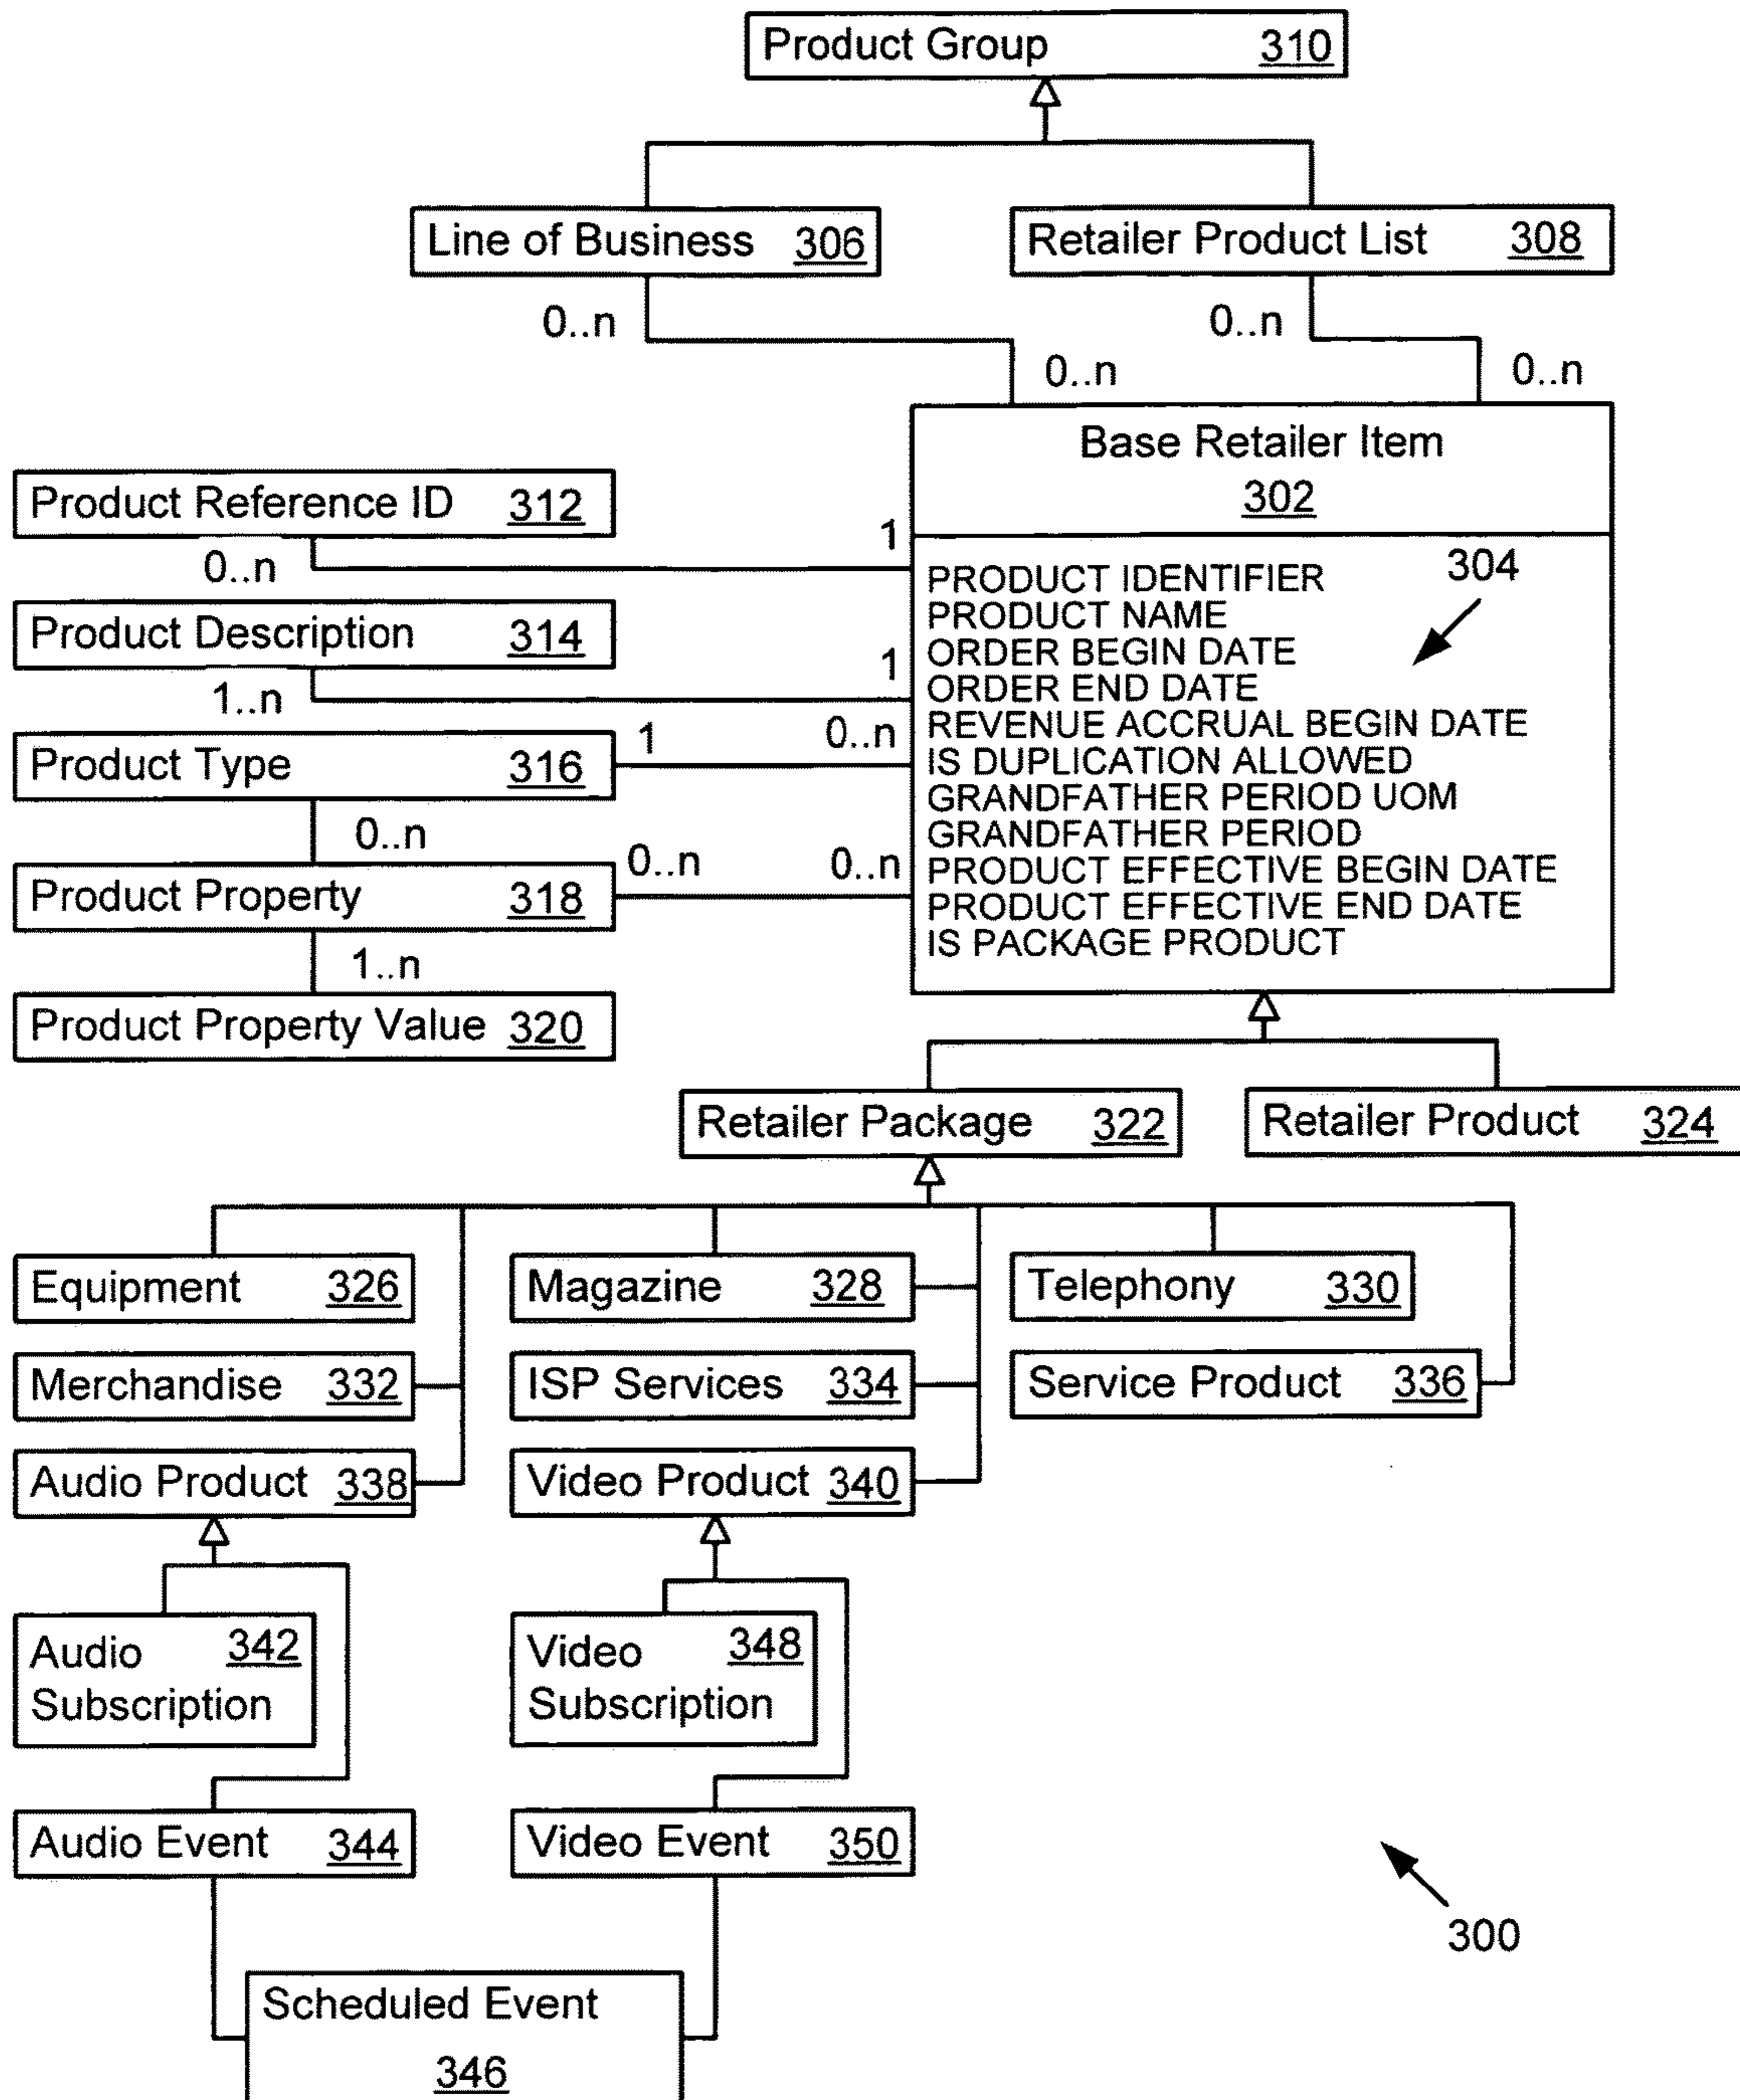 Product Group 310
Line of Business 306
Retailer Product List 308
0..n
0..n
0..n
0..n
Base Retailer Item
302
Product Reference ID 312
0..n
1
304
PRODUCT IDENTIFIER
PRODUCT NAME
ORDER BEGIN DATE
ORDER END DATE
REVENUE ACCRUAL BEGIN DATE
IS DUPLICATION ALLOWED
GRANDFATHER PERIOD UOM
GRANDFATHER PERIOD
PRODUCT EFFECTIVE BEGIN DATE
PRODUCT EFFECTIVE END DATE
IS PACKAGE PRODUCT
Product Description 314
1..n
1
Product Type 316
1
0..n
0..n
Product Property 318
0..n
0..n
1..n
Product Property Value 320
Retailer Package 322
Retailer Product 324
Equipment 326
Magazine 328
Telephony 330
Merchandise 332
ISP Services 334
Service Product 336
Audio Product 338
Video Product 340
Audio 342
Subscription
Video 348
Subscription
Audio Event 344
Video Event 350
300
Scheduled Event
346